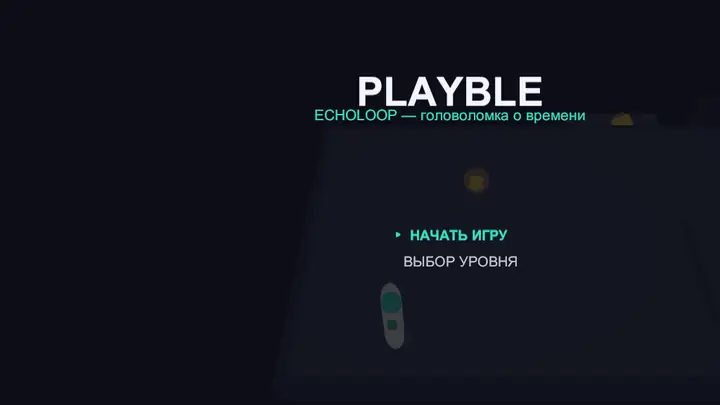 PLAYBLE
ECHOLOOP — головоломка о времени
НАЧАТЬ ИГРУ
ВЫБОР УРОВНЯ